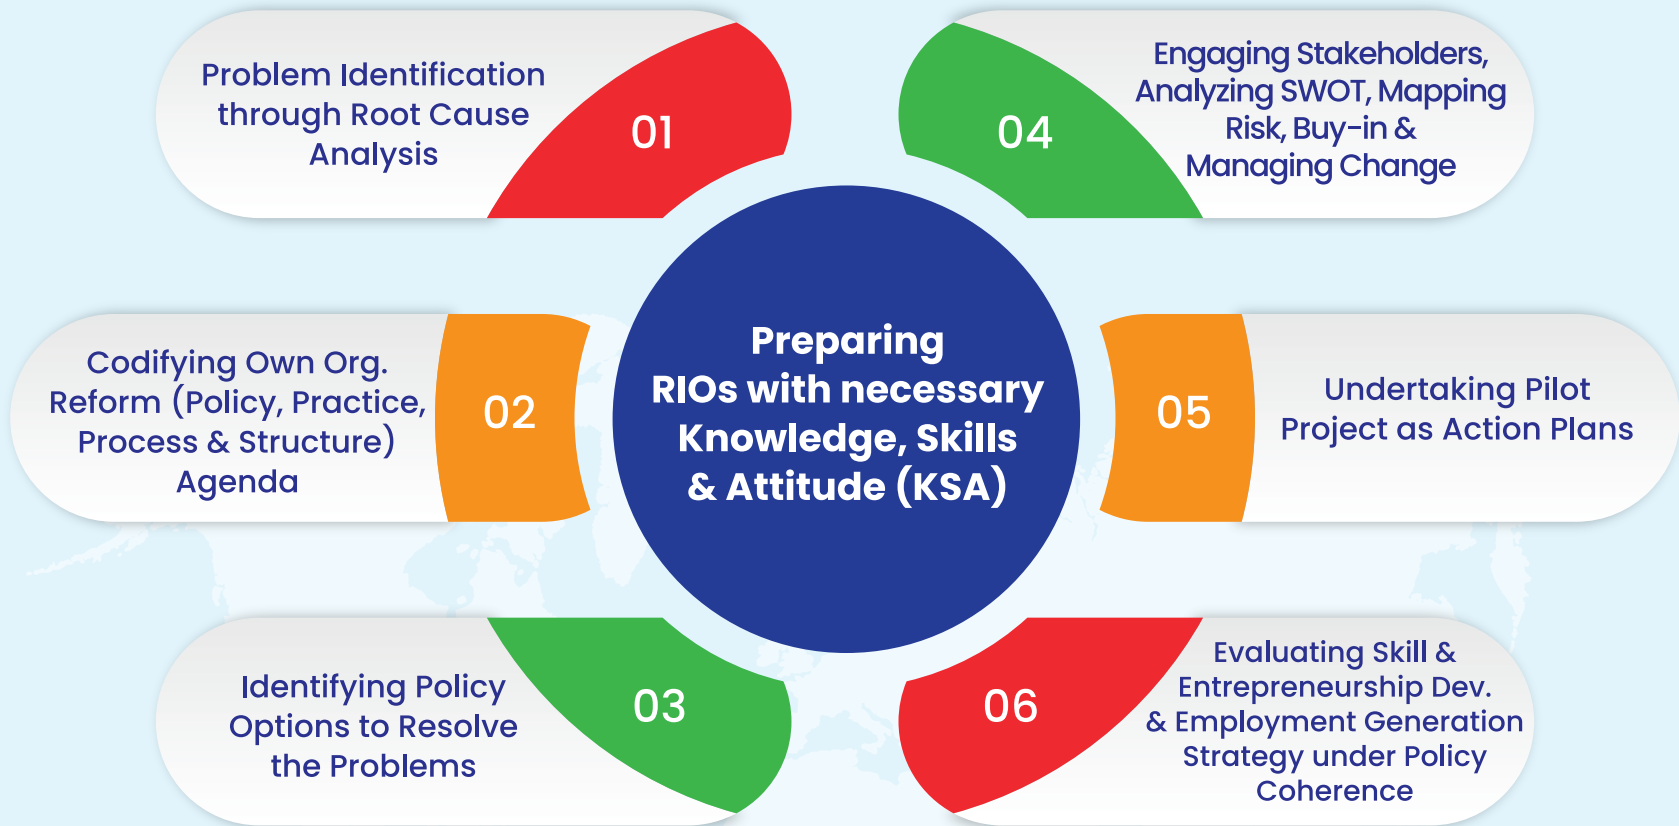 Problem Identification
through Root Cause
Analysis
01
Codifying Own Org.
Reform (Policy, Practice,
Process & Structure)
Agenda
02
Identifying Policy
Options to Resolve
the Problems
03
Preparing
RIOs with necessary
Knowledge, Skills
& Attitude (KSA)
04
Engaging Stakeholders,
Analyzing SWOT, Mapping
Risk, Buy-in &
Managing Change
05
Undertaking Pilot
Project as Action Plans
06
Evaluating Skill &
Entrepreneurship Dev.
& Employment Generation
Strategy under Policy
Coherence